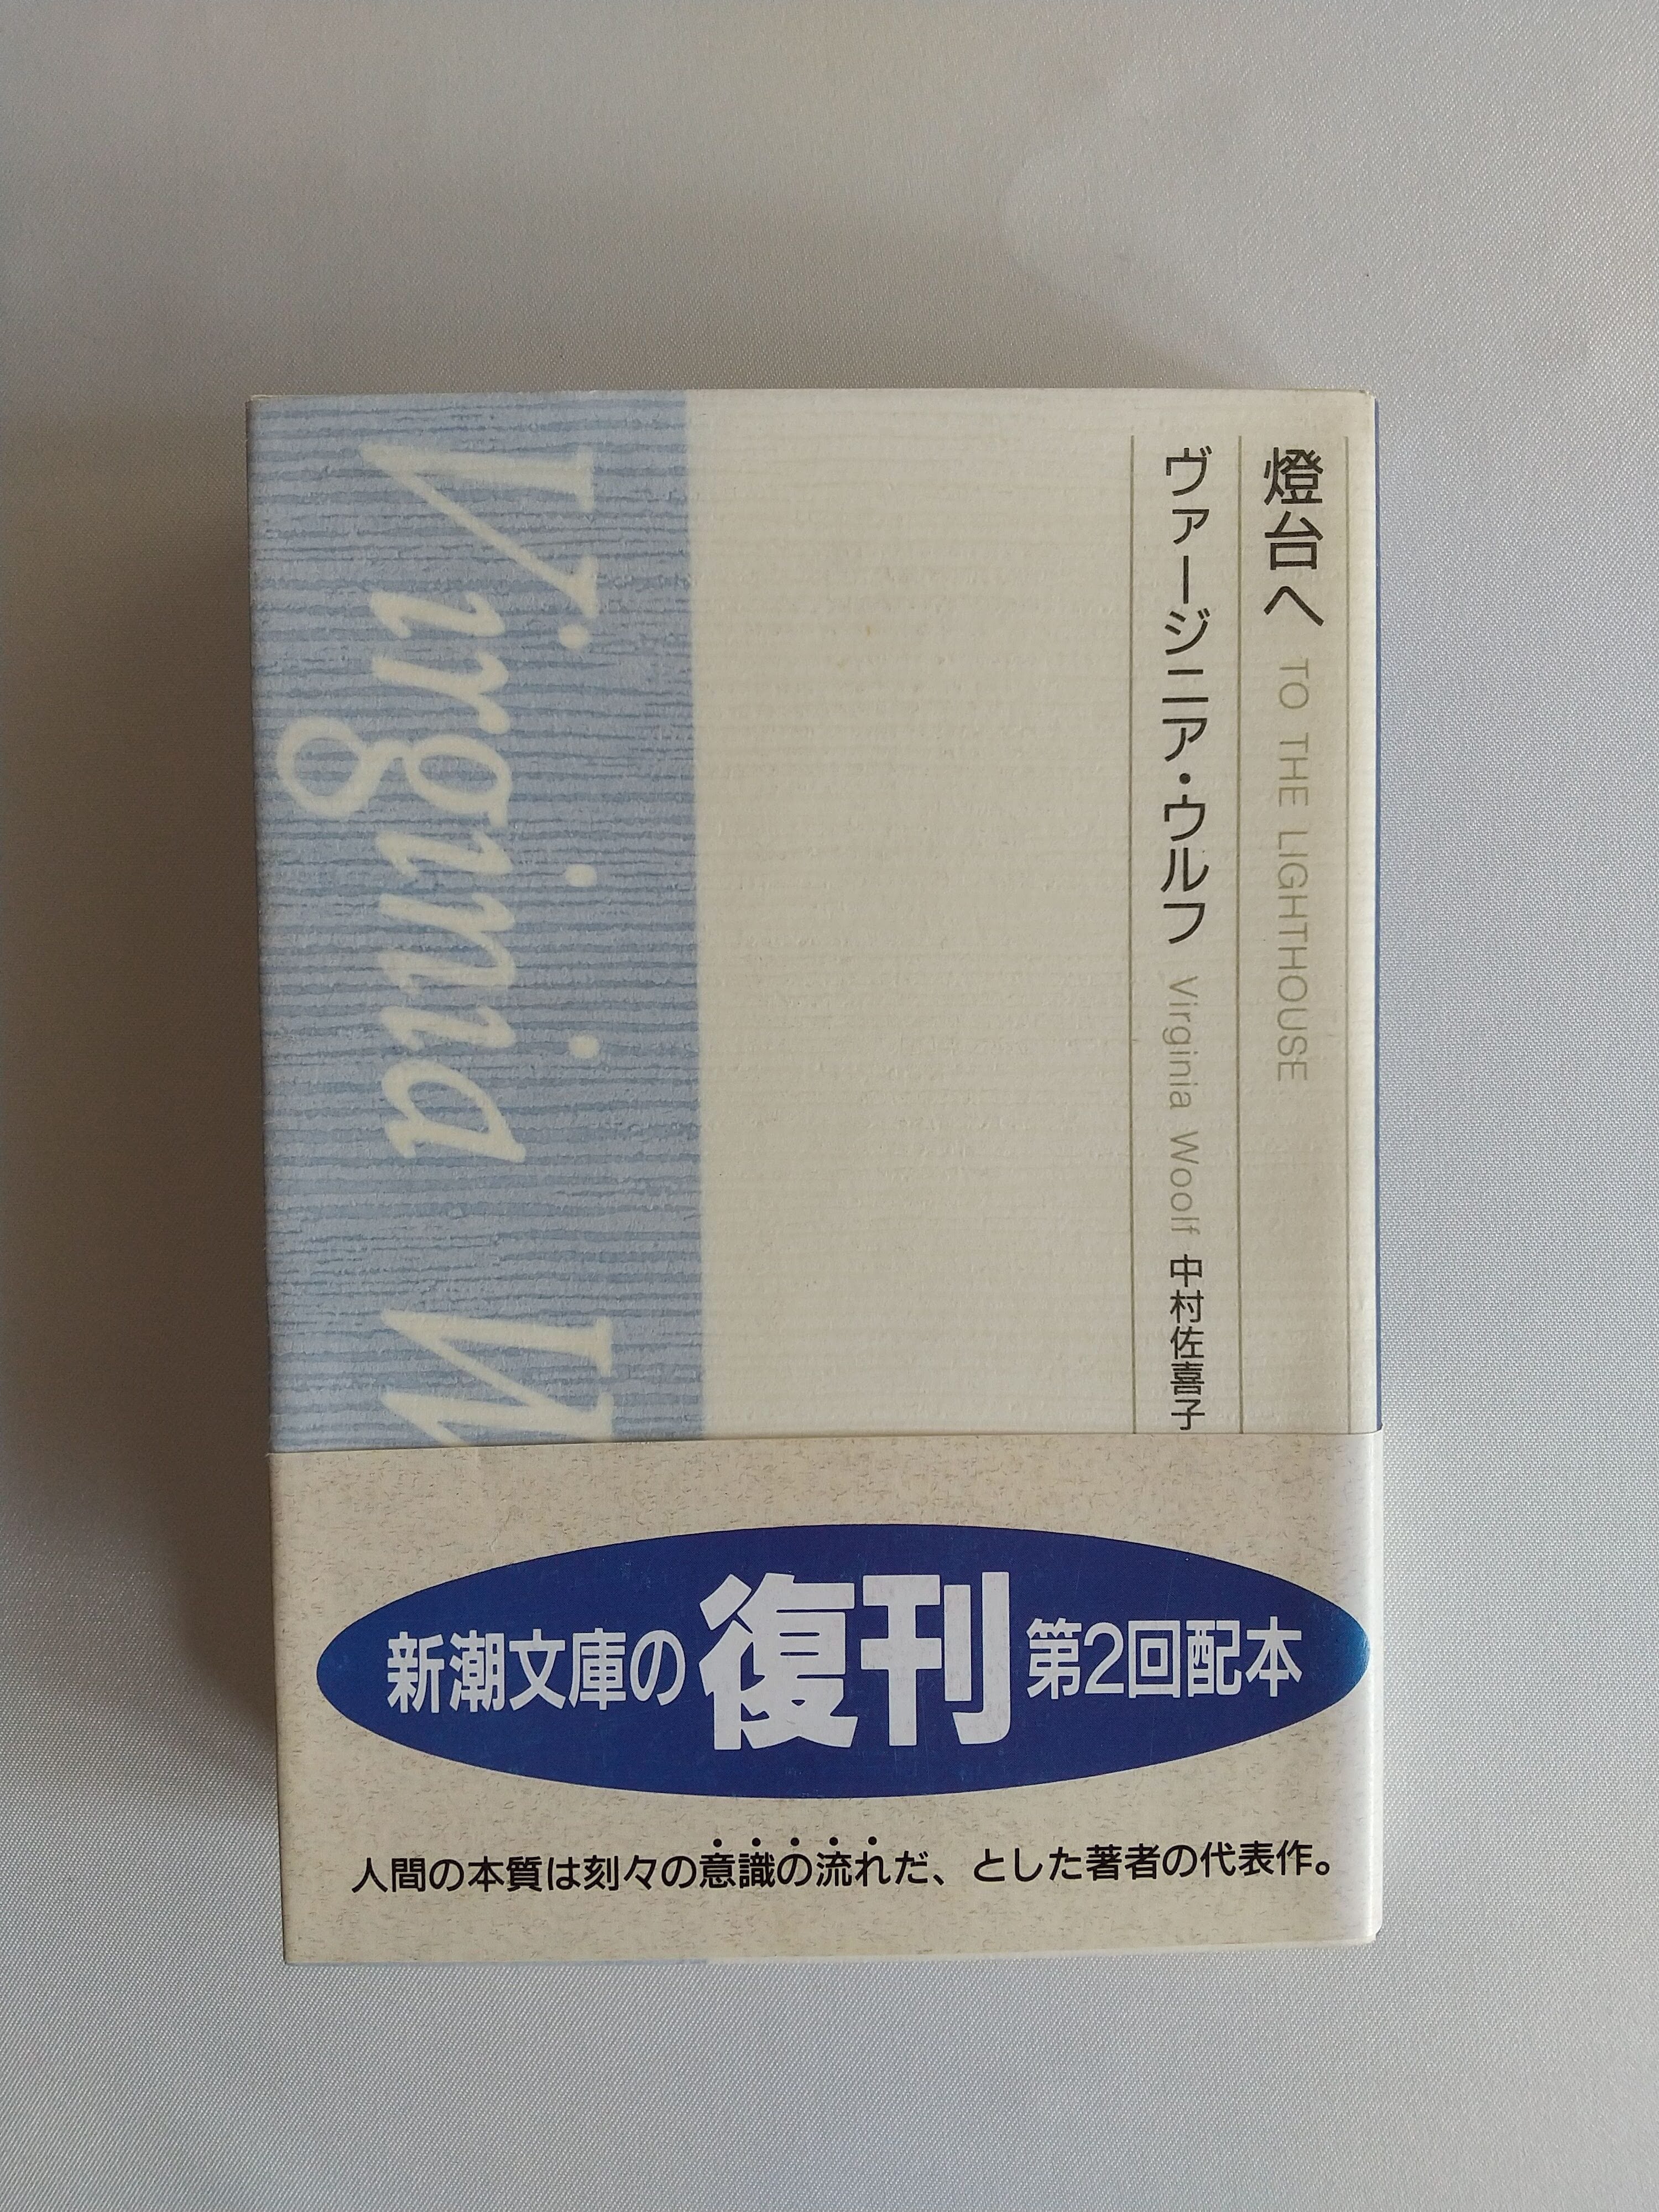 燈台へ TO THE LIGHTHOUSE
ヴァージニア・ウルフ Virginia Woolf 中村佐喜子
Virginia W
新潮文庫の復刊 第2回配本
人間の本質は刻々の意識の流れだ、とした著者の代表作。